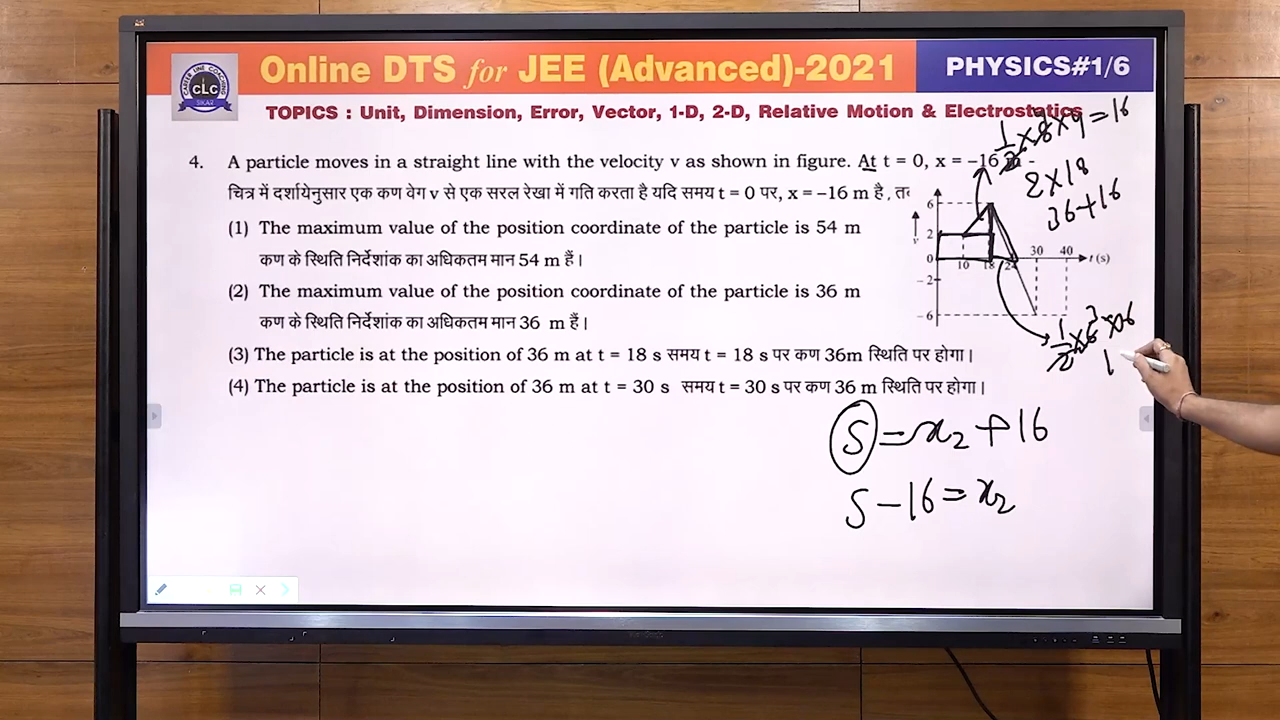 Online DTS for JEE (Advanced)-2021
PHYSICS#1/6
CAREER LINE COACHING
CLC
SIKAR
TOPICS : Unit, Dimension, Error, Vector, 1-D, 2-D, Relative Motion & Electrostatics
4. A particle moves in a straight line with the velocity v as shown in figure. At t = 0, x = −16
चित्र में दर्शायेनुसार एक कण वेग v से एक सरल रेखा में गति करता है यदि समय t = 0 पर, x = −16 m है , तब
(1) The maximum value of the position coordinate of the particle is 54 m
कण के स्थिति निर्देशांक का अधिकतम मान 54 m हैं।
(2) The maximum value of the position coordinate of the particle is 36 m
कण के स्थिति निर्देशांक का अधिकतम मान 36 m हैं।
(3) The particle is at the position of 36 m at t = 18 s समय t = 18 s पर कण 36m स्थिति पर होगा।
(4) The particle is at the position of 36 m at t = 30 s समय t = 30 s पर कण 36 m स्थिति पर होगा।
2×18
36+16
6
v
2
0
10 18 24 30 40 t (s)
−2
−6
S = x2 + 16
S − 16 = x2